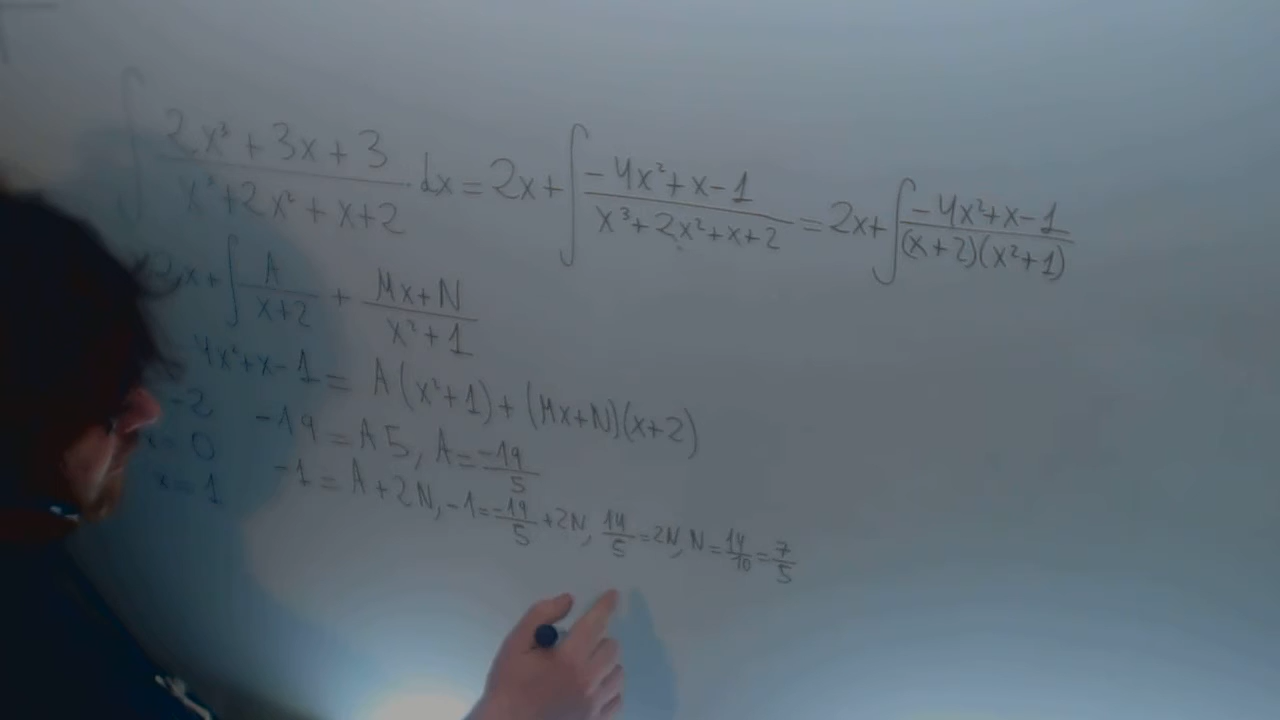 ∫ (2x³ + 3x + 3)/(x³ + 2x² + x + 2) dx = 2x + ∫ (-4x² + x - 1)/(x³ + 2x² + x + 2) = 2x + ∫ (-4x² + x - 1)/((x + 2)(x² + 1))
2x + ∫ A/(x+2) + (Mx+N)/(x²+1)
-4x² + x - 1 = A(x²+1) + (Mx+N)(x+2)
-2 -19 = A5, A = -19/5
x = 0 -1 = A + 2N, -1 = -19/5 + 2N, 14/5 = 2N, N = 14/10 = 7/5
x = 1